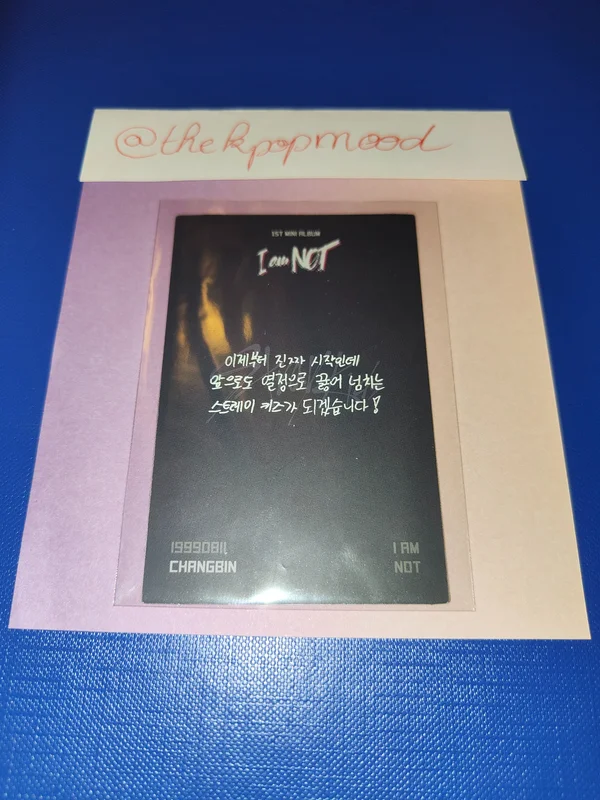 @thekpopmood
1ST MINI ALBUM
I am NOT
이제부터 진짜 시작인데
앞으로도 열정으로 끓어 넘치는
스트레이 키즈가 되겠습니다!
19990811
CHANGBIN
I AM
NOT